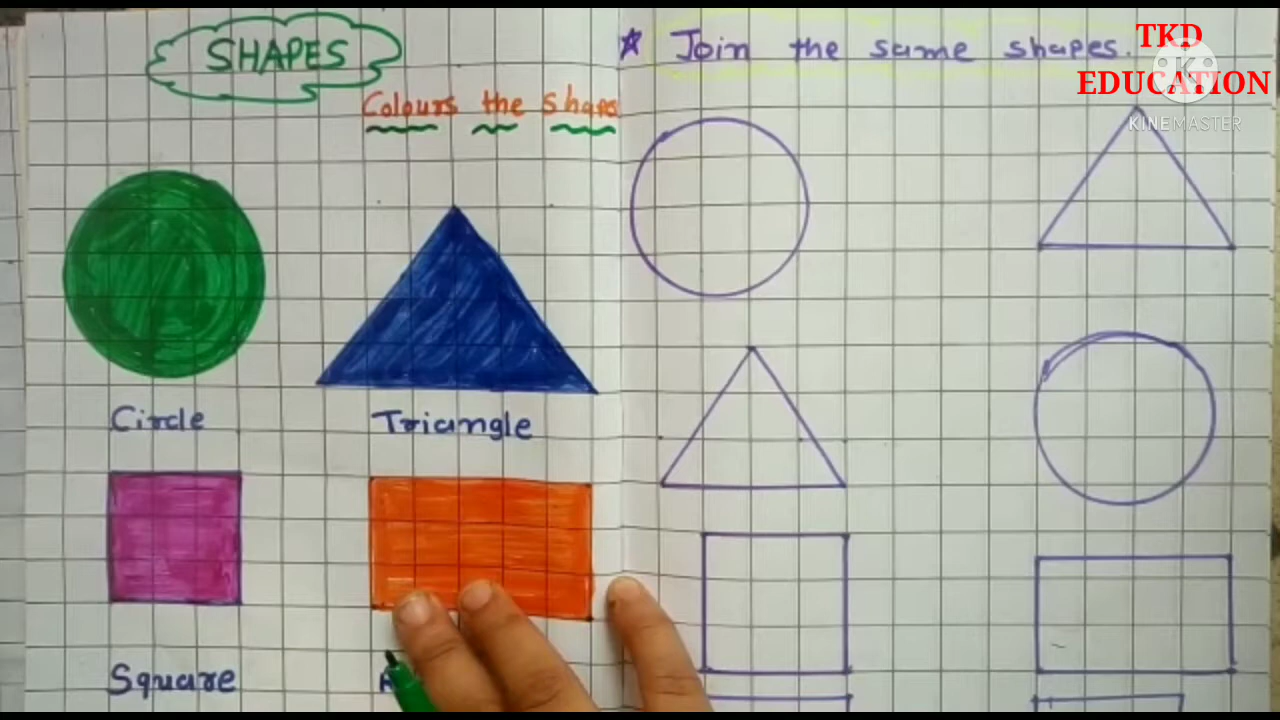 SHAPES
Colours the shape
Circle
Triangle
Square
☆ Join the same shapes.
TKD
EDUCATION
K
KINEMASTER